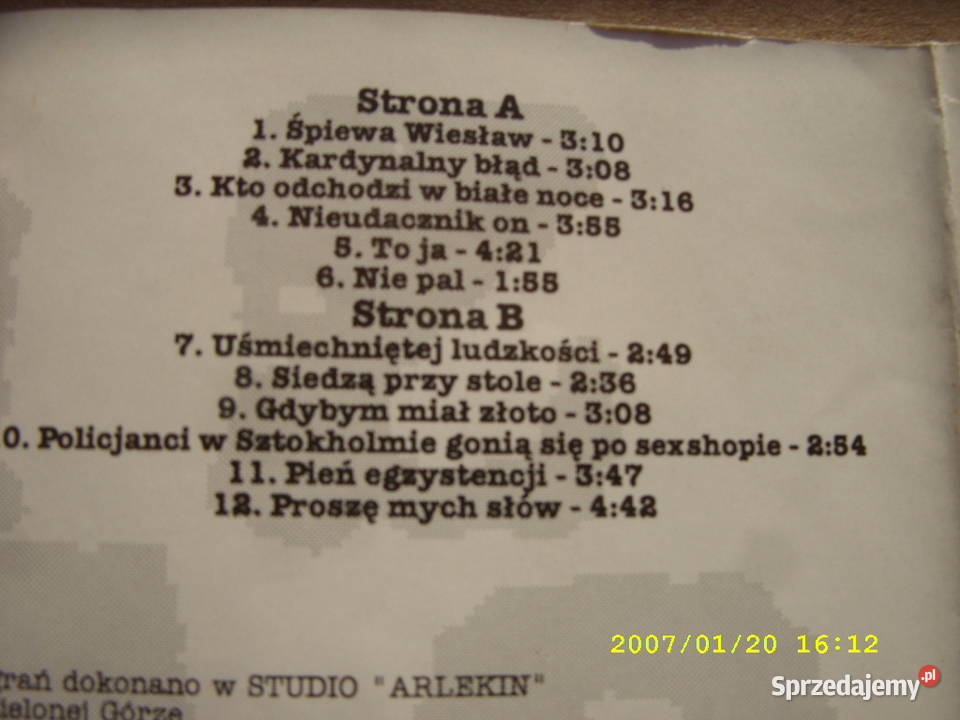 Strona A
1. Śpiewa Wiesław - 3:10
2. Kardynalny błąd - 3:08
3. Kto odchodzi w białe noce - 3:16
4. Nieudacznik on - 3:55
5. To ja - 4:21
6. Nie pal - 1:55
Strona B
7. Uśmiechniętej ludzkości - 2:49
8. Siedzą przy stole - 2:36
9. Gdybym miał złoto - 3:08
0. Policjanci w Sztokholmie gonią się po sexshopie - 2:54
11. Pień egzystencji - 3:47
12. Proszę mych słów - 4:42
2007/01/20 16:12
grań dokonano w STUDIO "ARLEKIN"
ielonej Górze
Sprzedajemy.pl